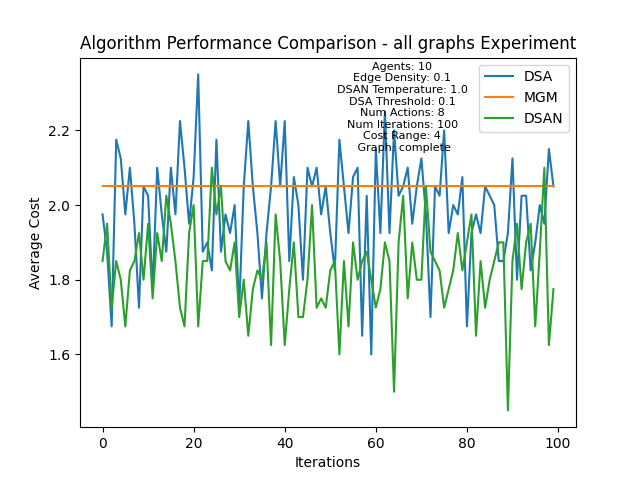 Algorithm Performance Comparison - all graphs Experiment
Agents: 10
Edge Density: 0.1
DSAN Temperature: 1.0
DSA Threshold: 0.1
Num Actions: 8
Num Iterations: 100
Cost Range: 4
Graph: complete
DSA
MGM
DSAN
2.2
2.0
1.8
1.6
Average Cost
0
20
40
60
80
100
Iterations